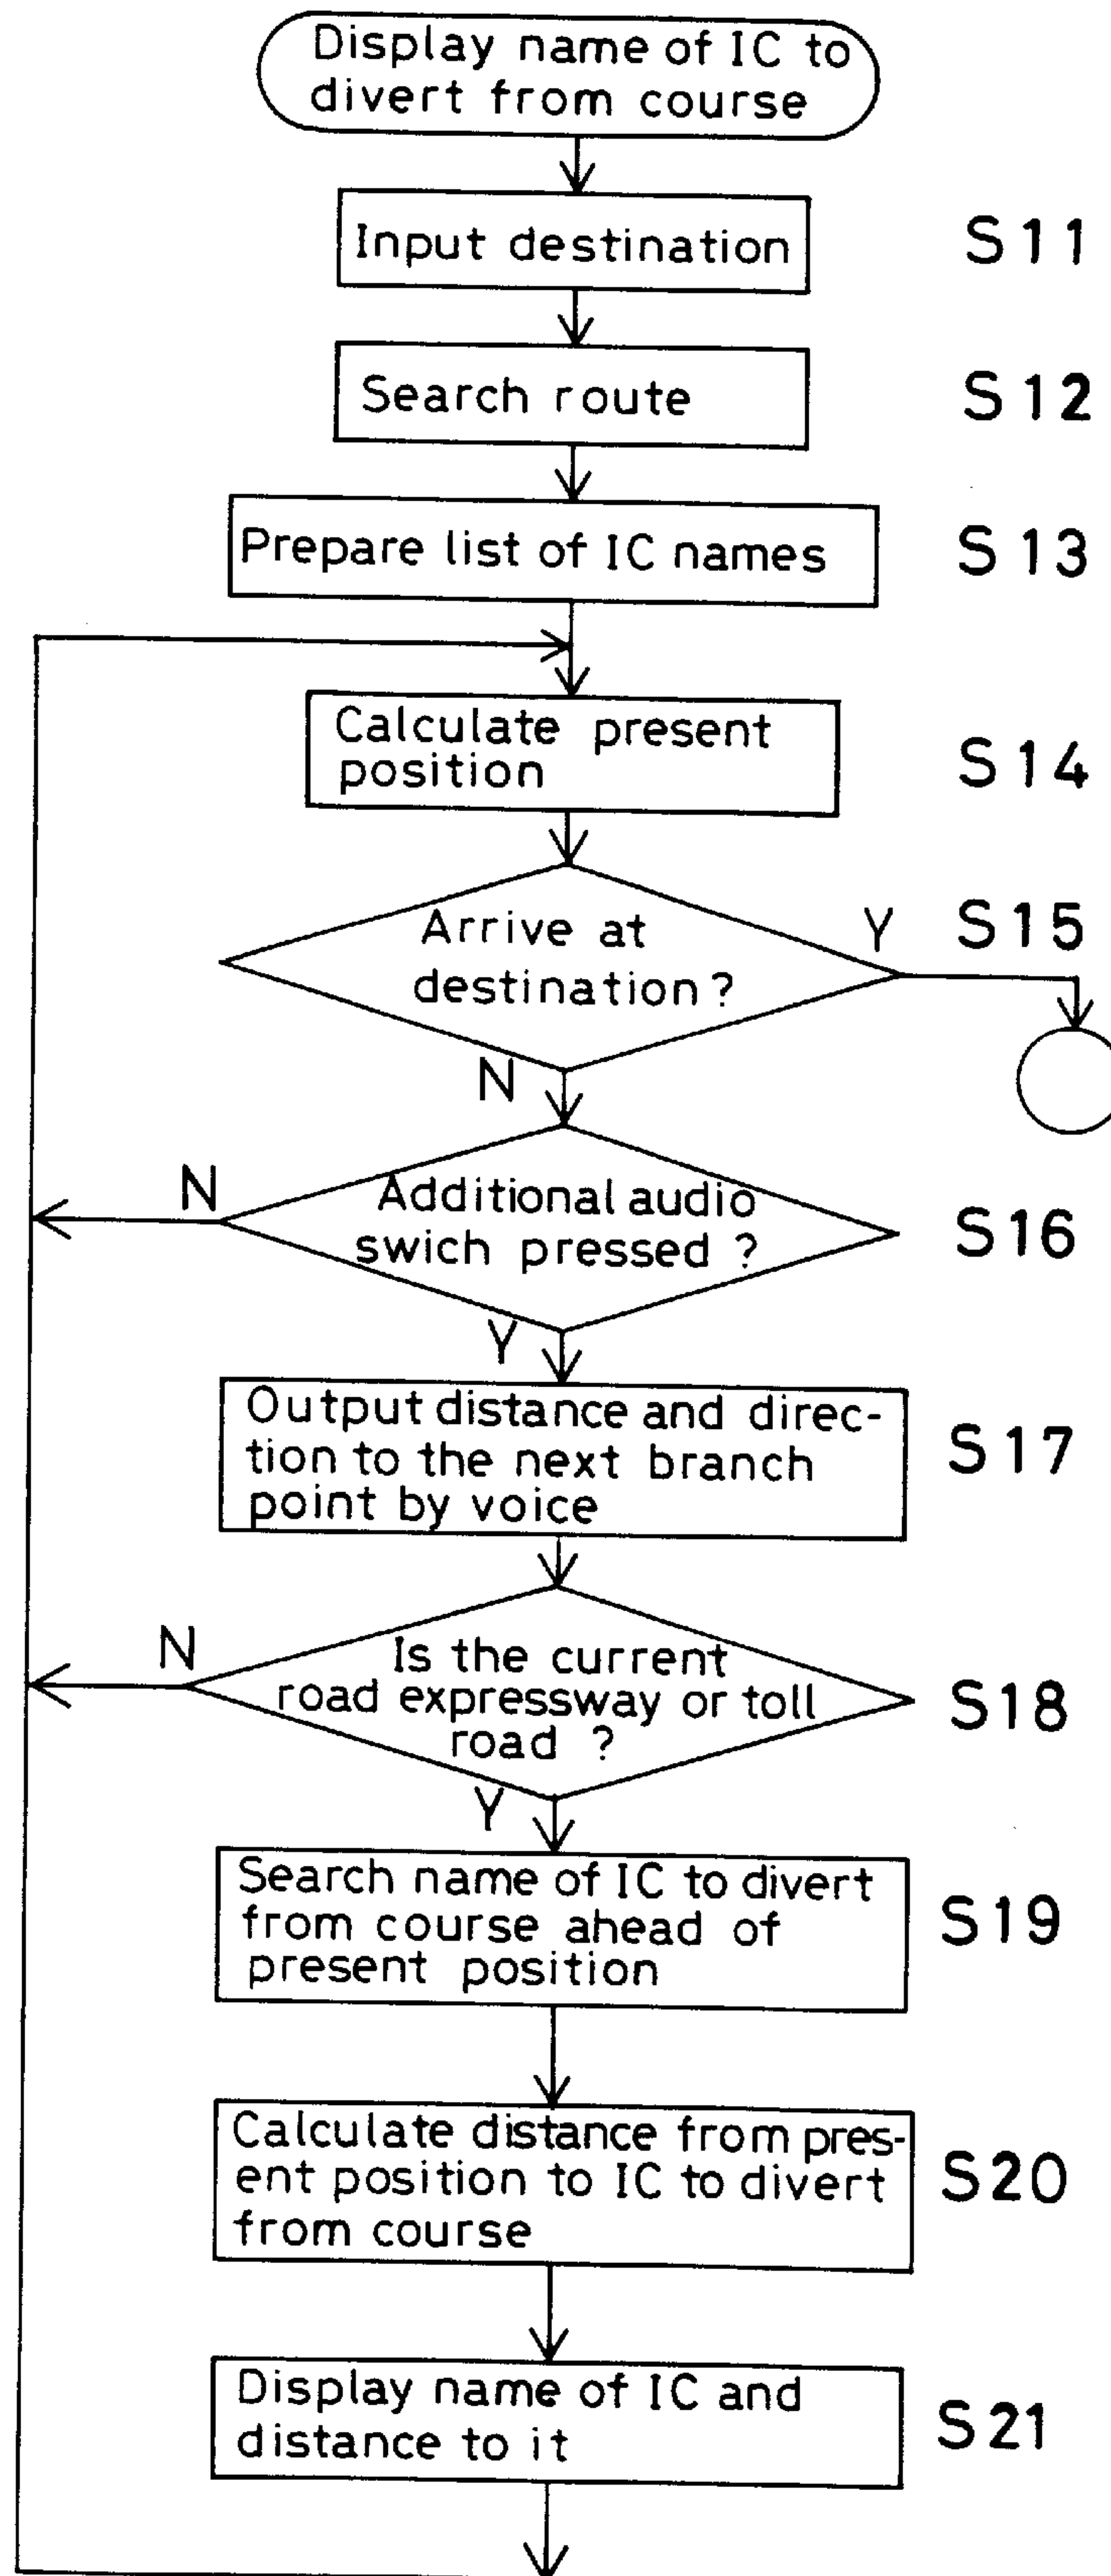 Display name of IC to
divert from course
Input destination
S11
Search route
S12
Prepare list of IC names
S13
Calculate present
position
S14
Arrive at
destination?
Y
S15
N
Additional audio
swich pressed ?
N
S16
Y
Output distance and direc-
tion to the next branch
point by voice
S17
Is the current
road expressway or toll
road ?
N
S18
Y
Search name of IC to divert
from course ahead of
present position
S19
Calculate distance from pres-
ent position to IC to divert
from course
S20
Display name of IC and
distance to it
S21